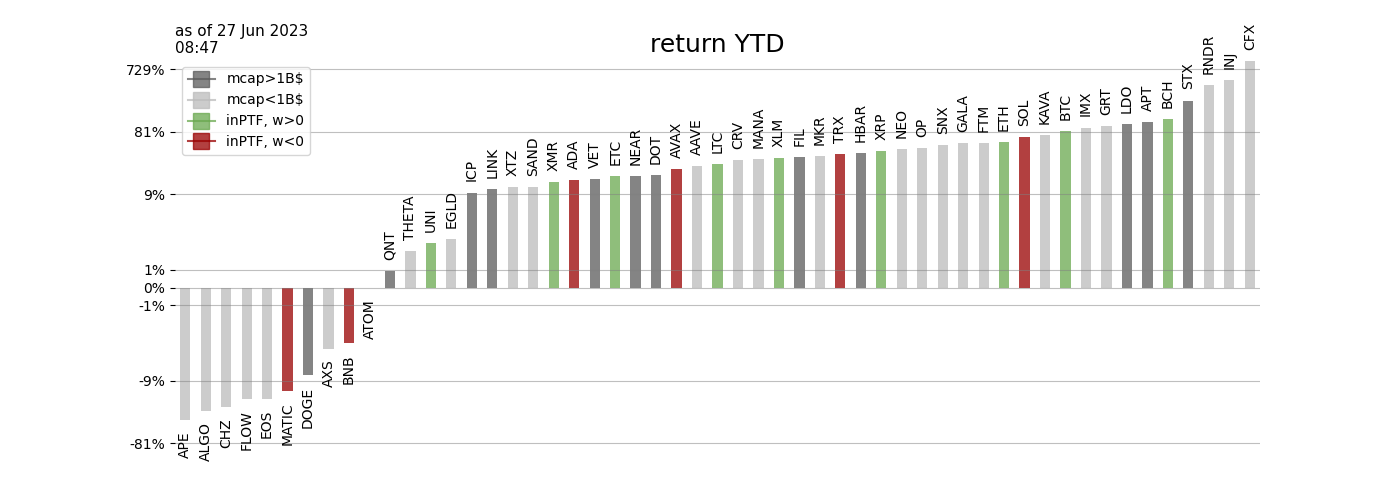 as of 27 Jun 2023
08:47
return YTD
mcap>1B$
mcap<1B$
inPTF, w>0
inPTF, w<0
729%
81%
9%
1%
0%
-1%
-9%
-81%
APE
ALGO
CHZ
FLOW
EOS
MATIC
DOGE
AXS
BNB
ATOM
QNT
THETA
UNI
EGLD
ICP
LINK
XTZ
SAND
XMR
ADA
VET
ETC
NEAR
DOT
AVAX
AAVE
LTC
CRV
MANA
XLM
FIL
MKR
TRX
HBAR
XRP
NEO
OP
SNX
GALA
FTM
ETH
SOL
KAVA
BTC
IMX
GRT
LDO
APT
BCH
STX
RNDR
INJ
CFX